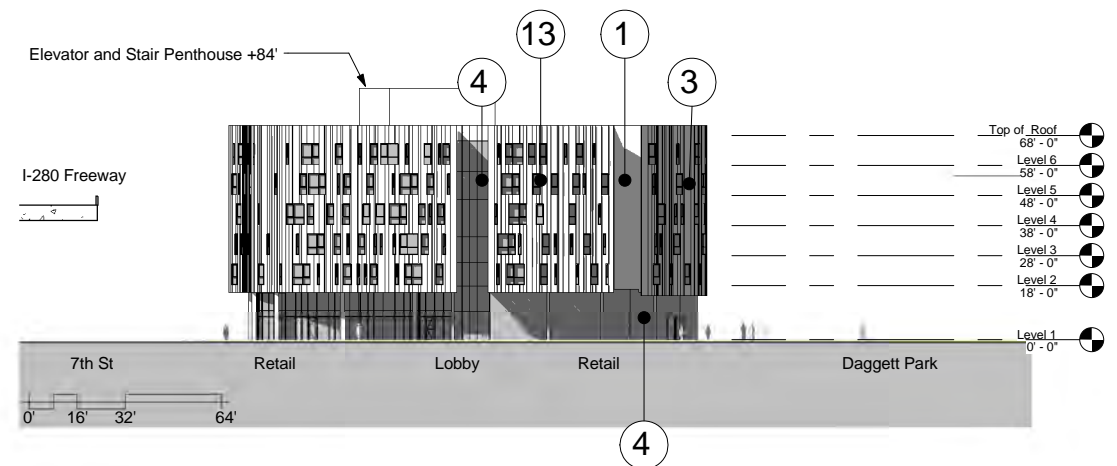 Elevator and Stair Penthouse +84'
4
13
1
3
I-280 Freeway
Top of Roof
68' - 0"
Level 6
58' - 0"
Level 5
48' - 0"
Level 4
38' - 0"
Level 3
28' - 0"
Level 2
18' - 0"
Level 1
0' - 0"
7th St
Retail
Lobby
Retail
Daggett Park
0' 16' 32' 64'
4